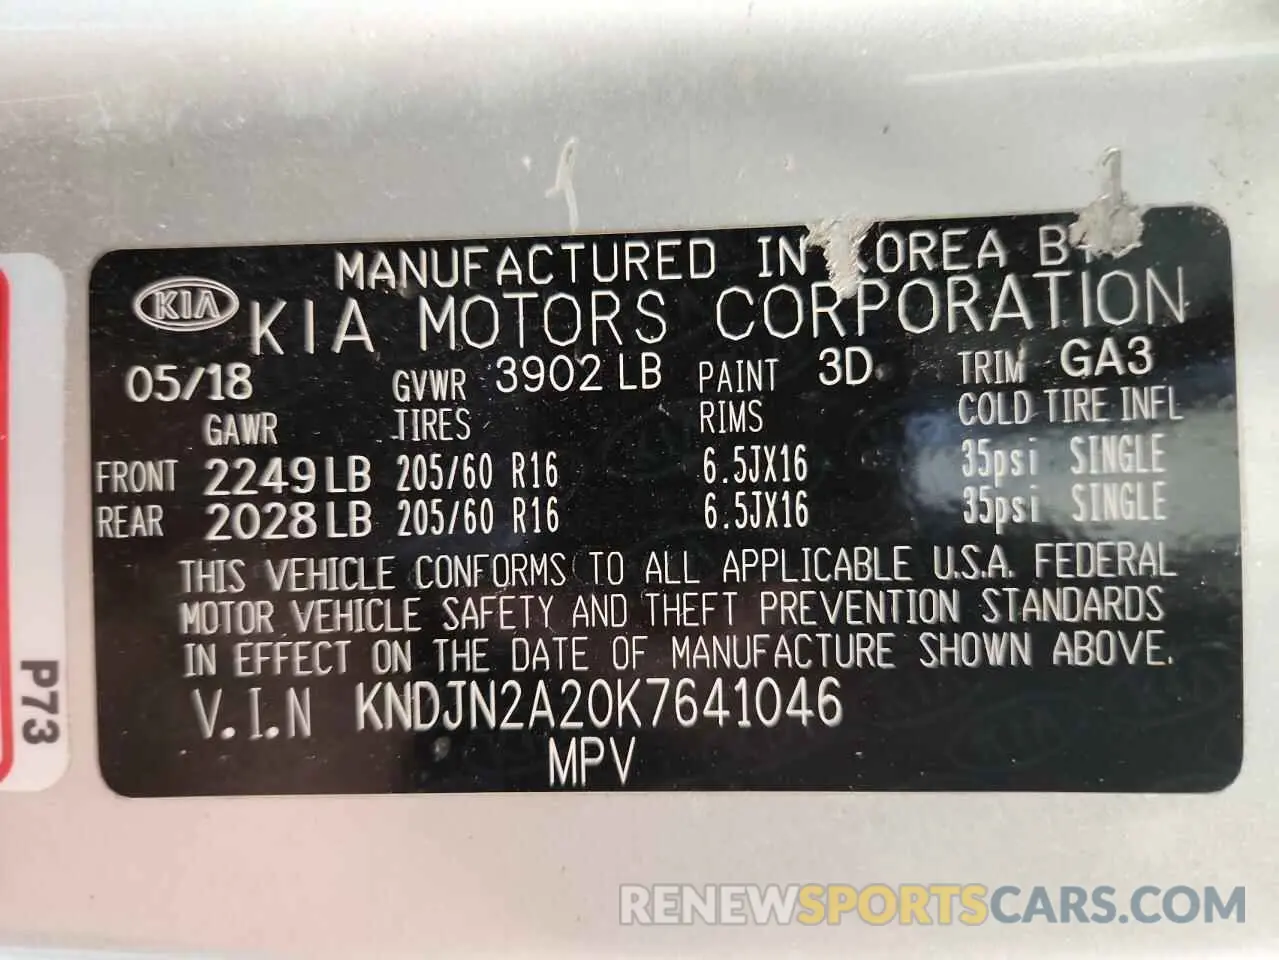 MANUFACTURED IN KOREA BY
KIA KIA MOTORS CORPORATION
05/18 GVWR 3902 LB PAINT 3D TRIM GA3
GAWR TIRES RIMS COLD TIRE INFL
FRONT 2249 LB 205/60 R16 6.5JX16 35psi SINGLE
REAR 2028 LB 205/60 R16 6.5JX16 35psi SINGLE
THIS VEHICLE CONFORMS TO ALL APPLICABLE U.S.A. FEDERAL
MOTOR VEHICLE SAFETY AND THEFT PREVENTION STANDARDS
IN EFFECT ON THE DATE OF MANUFACTURE SHOWN ABOVE.
V.I.N KNDJN2A20K7641046
MPV
P73
RENEWSPORTSCARS.COM